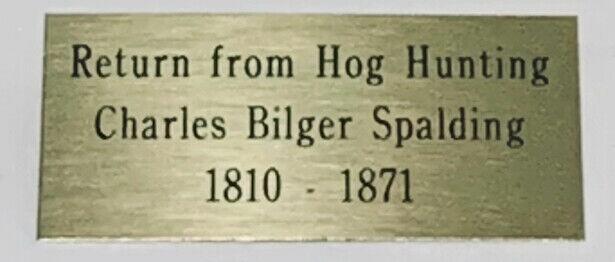 Return from Hog Hunting
Charles Bilger Spalding
1810 - 1871